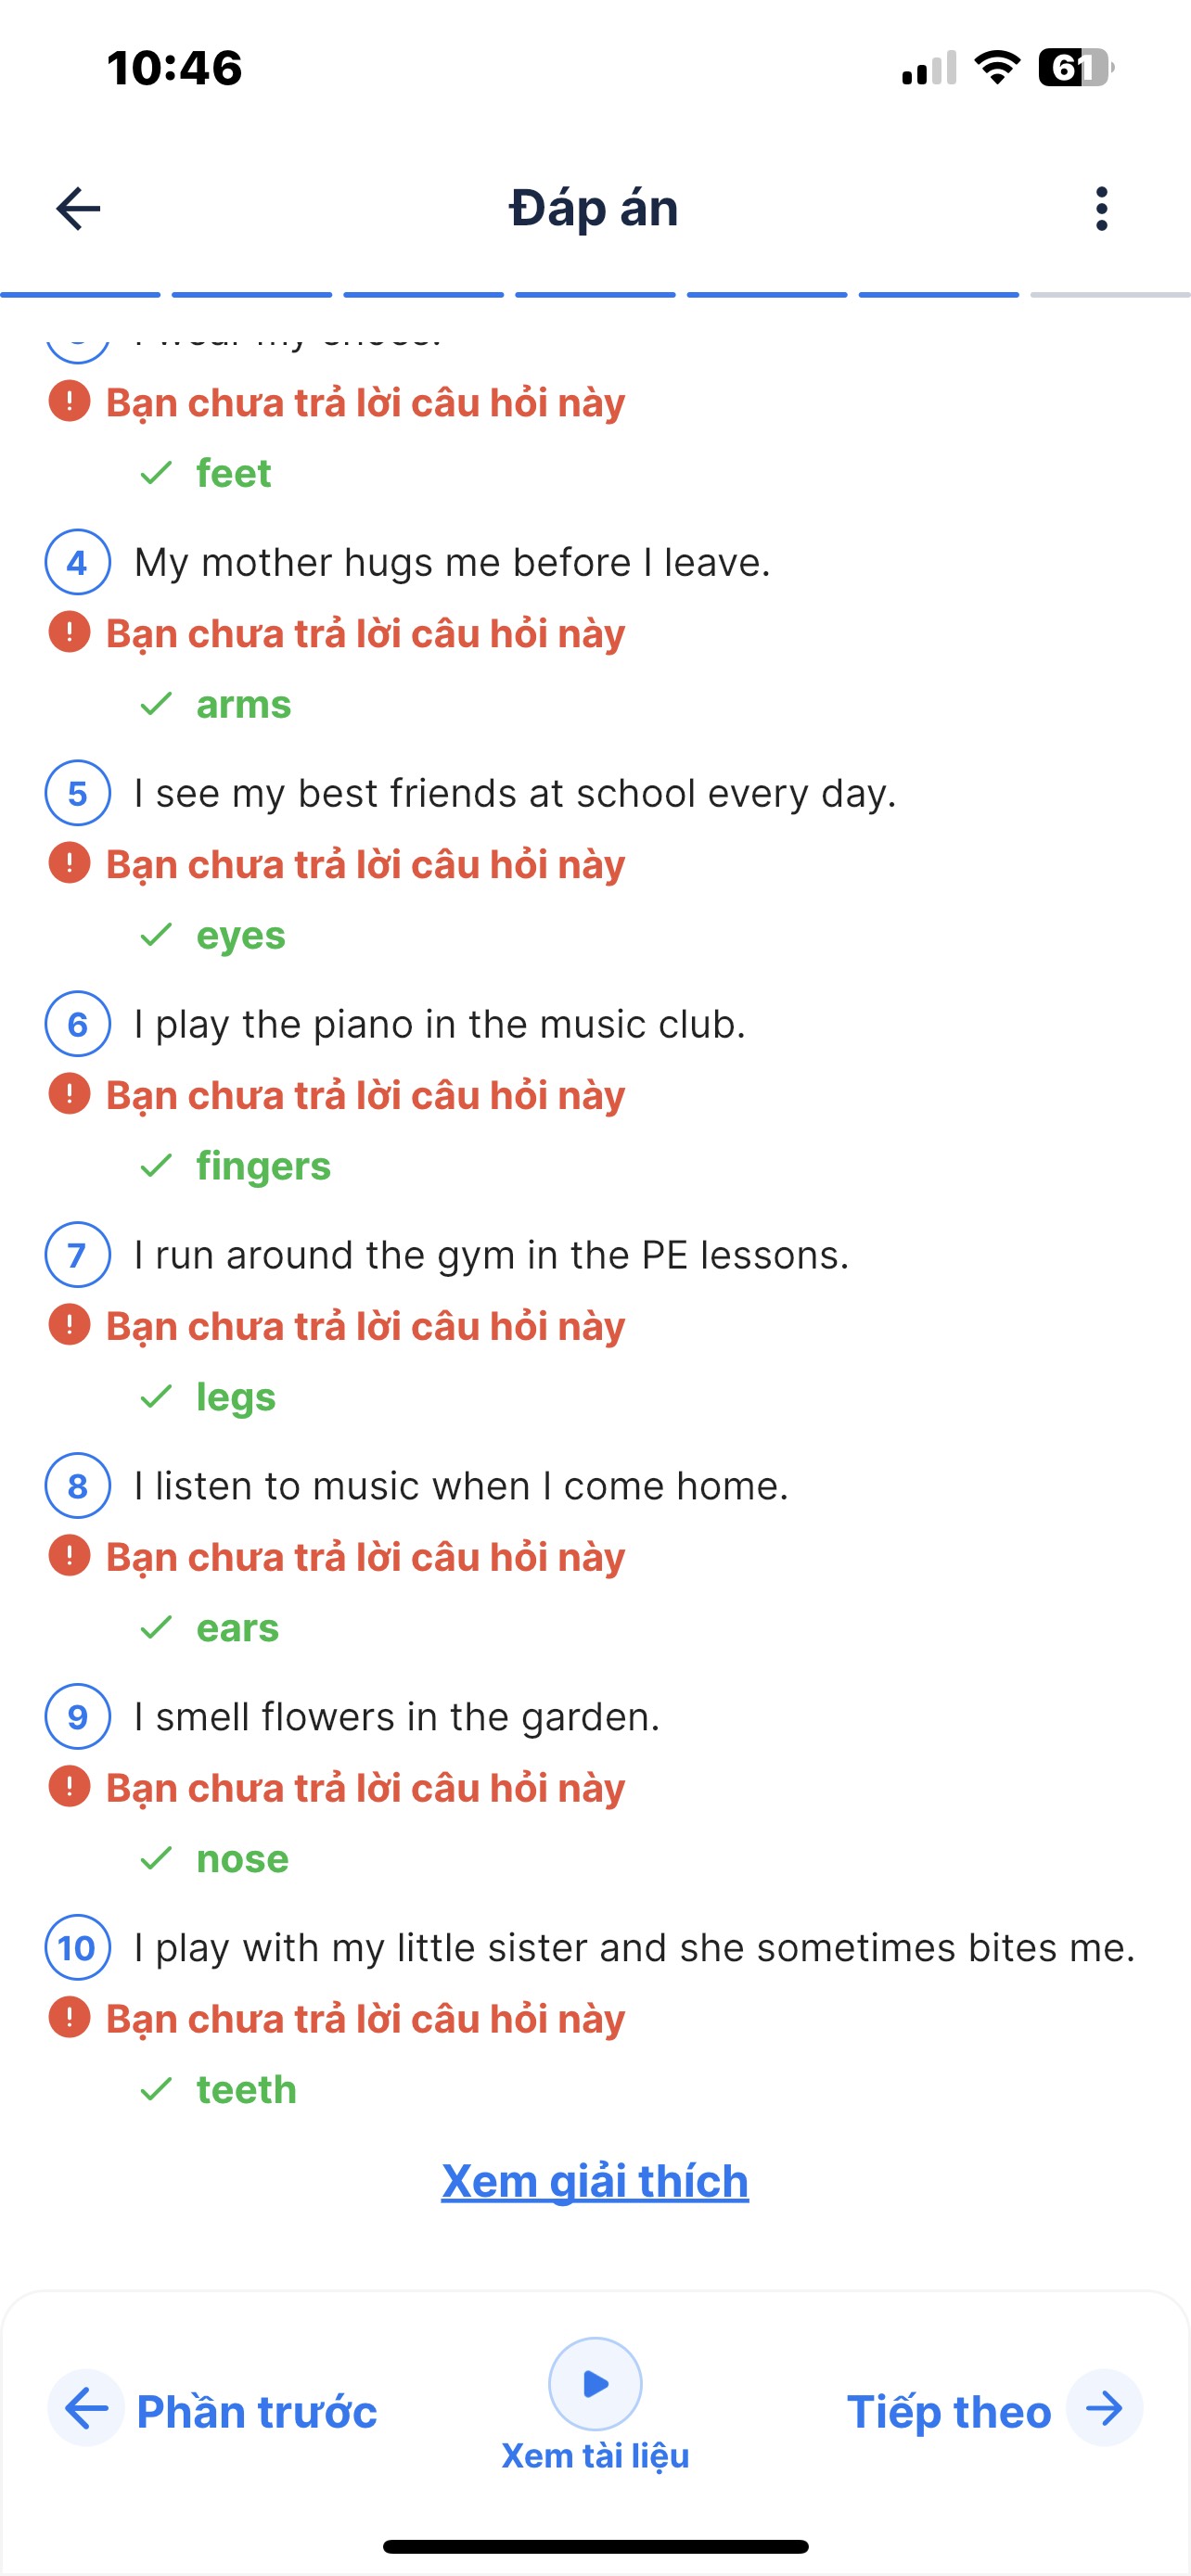 10:46
61
Đáp án
I wear my shoes.
Bạn chưa trả lời câu hỏi này
feet
4 My mother hugs me before I leave.
Bạn chưa trả lời câu hỏi này
arms
5 I see my best friends at school every day.
Bạn chưa trả lời câu hỏi này
eyes
6 I play the piano in the music club.
Bạn chưa trả lời câu hỏi này
fingers
7 I run around the gym in the PE lessons.
Bạn chưa trả lời câu hỏi này
legs
8 I listen to music when I come home.
Bạn chưa trả lời câu hỏi này
ears
9 I smell flowers in the garden.
Bạn chưa trả lời câu hỏi này
nose
10 I play with my little sister and she sometimes bites me.
Bạn chưa trả lời câu hỏi này
teeth
Xem giải thích
Phần trước
Xem tài liệu
Tiếp theo